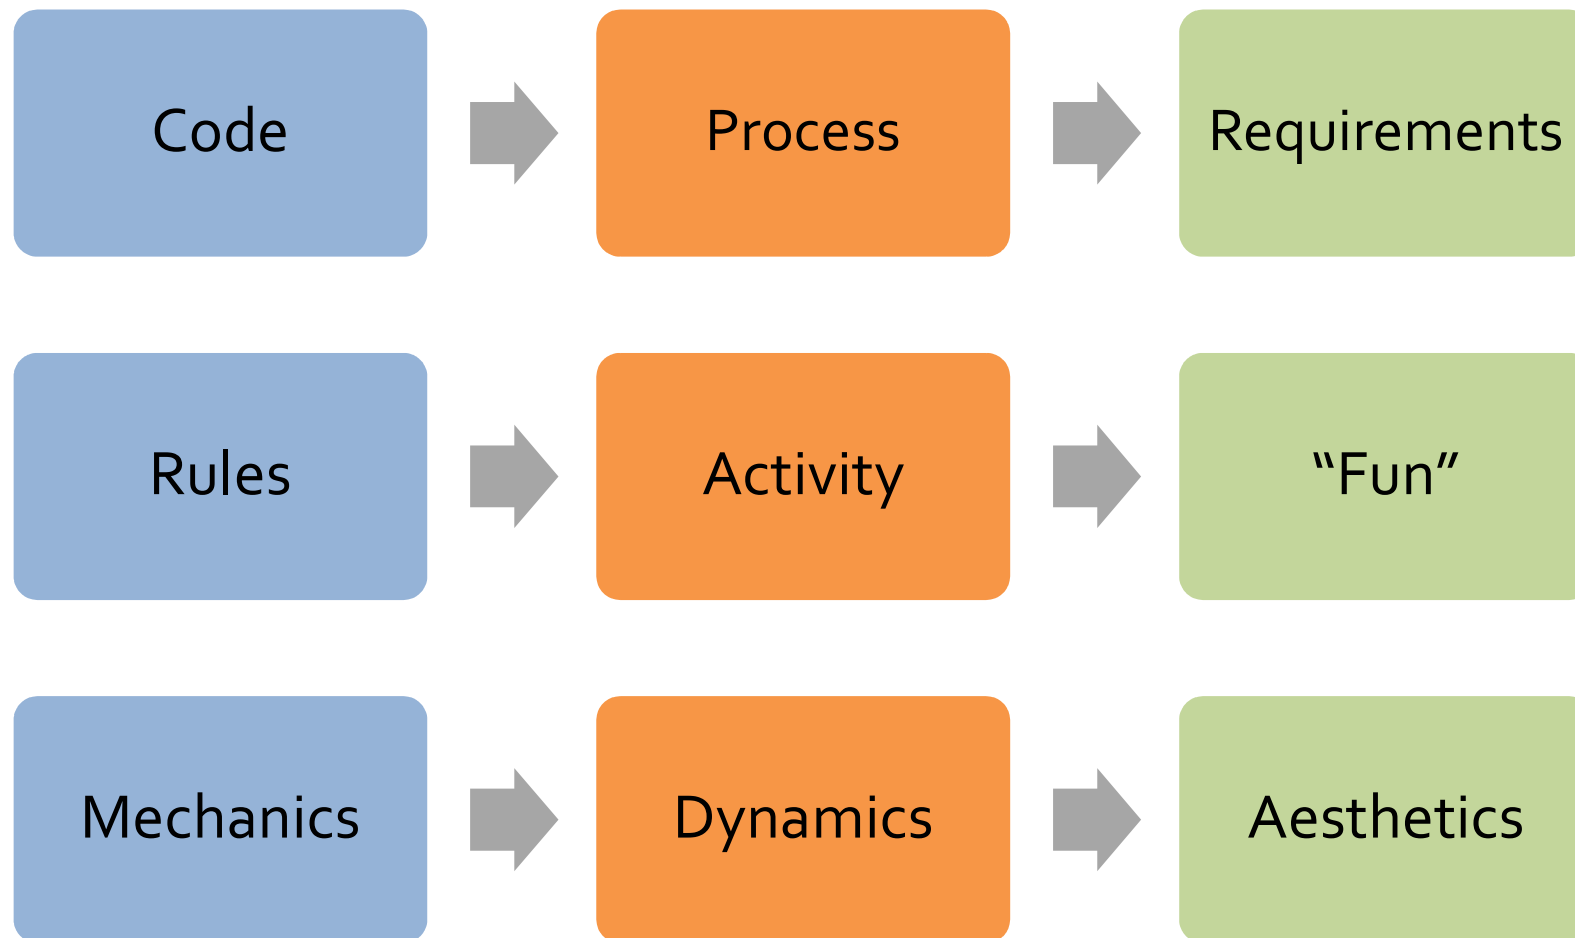 Code
Process
Requirements
Rules
Activity
“Fun”
Mechanics
Dynamics
Aesthetics